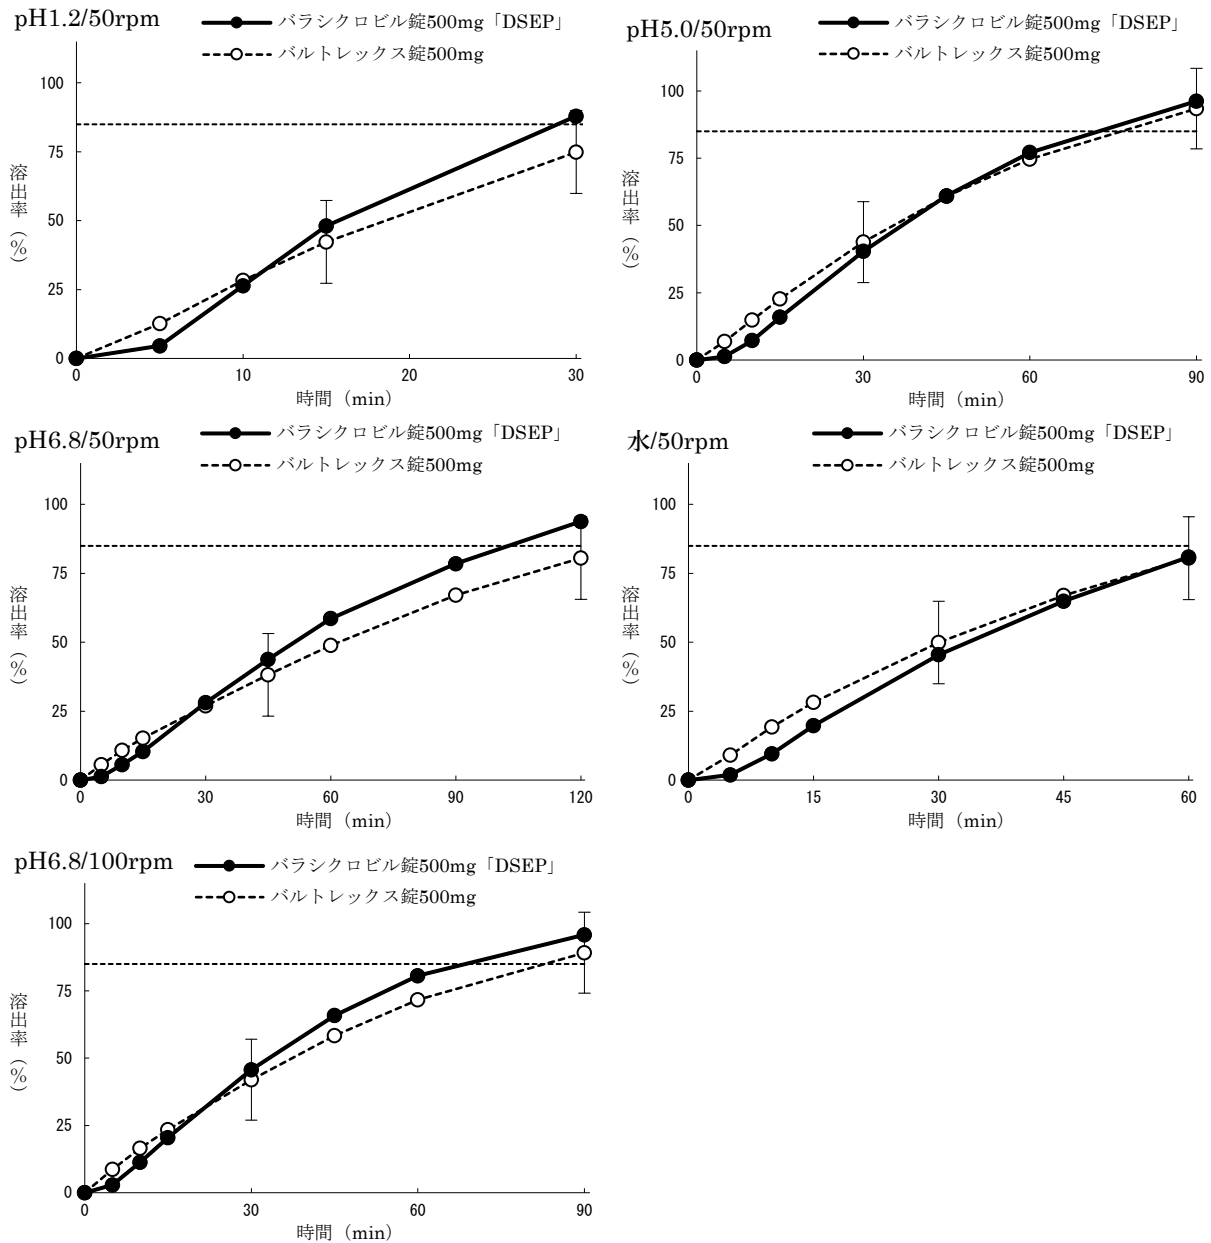 pH1.2/50rpm
バラシクロビル錠500mg「DSEP」
バルトレックス錠500mg
100
75
50
25
0
溶出率（%）
0 10 20 30
時間（min）
pH5.0/50rpm
バラシクロビル錠500mg「DSEP」
バルトレックス錠500mg
100
75
50
25
0
溶出率（%）
0 30 60 90
時間（min）
pH6.8/50rpm
バラシクロビル錠500mg「DSEP」
バルトレックス錠500mg
100
75
50
25
0
溶出率（%）
0 30 60 90 120
時間（min）
水/50rpm
バラシクロビル錠500mg「DSEP」
バルトレックス錠500mg
100
75
50
25
0
溶出率（%）
0 15 30 45 60
時間（min）
pH6.8/100rpm
バラシクロビル錠500mg「DSEP」
バルトレックス錠500mg
100
75
50
25
0
溶出率（%）
0 30 60 90
時間（min）